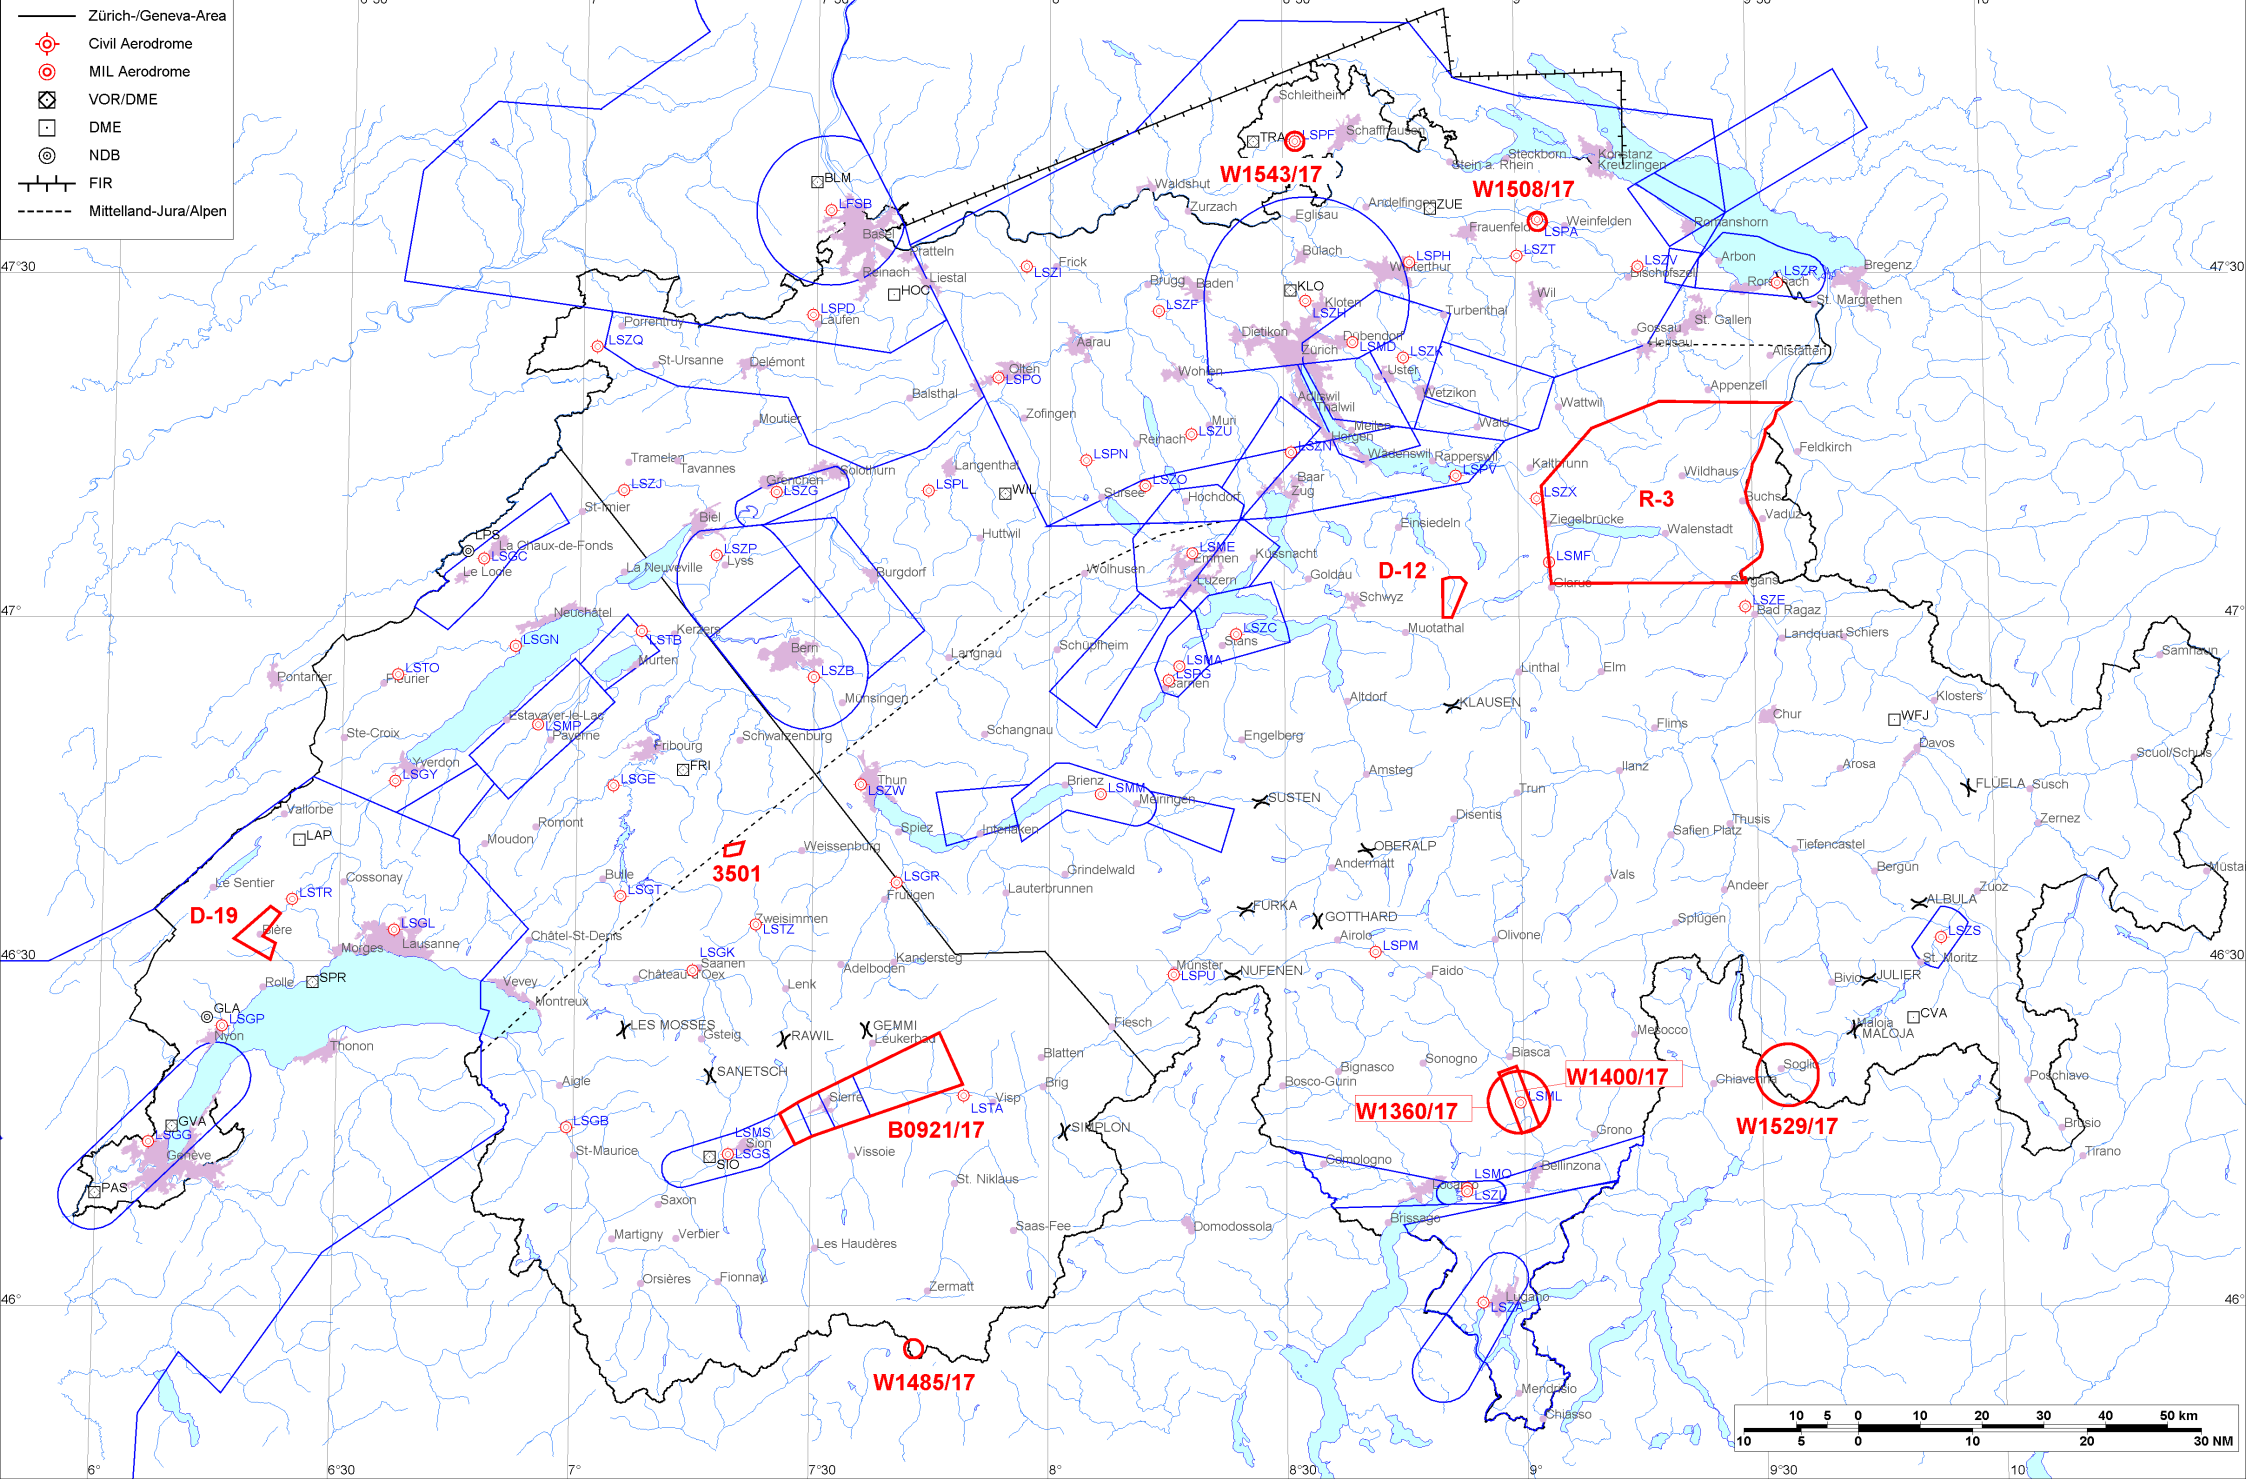 6°30
7°
7°30
8°
8°30
9°
9°30
10°
Zürich-/Geneva-Area
Civil Aerodrome
MIL Aerodrome
VOR/DME
DME
NDB
FIR
Mittelland-Jura/Alpen
Schleitheim
TRA
LSPF
Schaffhausen
W1543/17
Stein a. Rhein
Steckborn
Konstanz
Kreuzlingen
W1508/17
BLM
LFSB
Basel
Waldshut
Zurzach
Eglisau
Andelfingen
ZUE
Frauenfeld
LSPA
Weinfelden
Romanshorn
Pratteln
Reinach
Liestal
HOC
LSZI
Frick
Bülach
LSPH
Winterthur
LSZT
LSZV
Bischofszell
Arbon
LSZR
Rorschach
Bregenz
St. Margrethen
47°30
47°30
Brugg
Baden
KLO
Kloten
LSZH
LSZF
Turbenthal
Wil
Gossau
St. Gallen
Herisau
Altstätten
LSPD
Laufen
Porrentruy
LSZQ
St-Ursanne
Delémont
Aarau
Dietikon
Zürich
Dübendorf
LSMD
LSZK
Uster
Wetzikon
Olten
LSPO
Wohlen
Adliswil
Thalwil
Appenzell
Balsthal
Zofingen
Muri
LSZU
Reinach
Meilen
Horgen
Wald
Wattwil
Moutier
Tramelan
Tavannes
LSZJ
Grenchen
LSZG
Solothurn
Langenthal
LSPL
WIL
LSPN
LSZN
Wädenswil
Rapperswil
LSPV
Kaltbrunn
LSZX
Wildhaus
Feldkirch
R-3
Buchs
Vaduz
Sursee
LSZO
Hochdorf
Baar
Zug
Einsiedeln
Ziegelbrücke
Walenstadt
St-Imier
Biel
LPS
LSGC
La Chaux-de-Fonds
Le Locle
LSZP
Lyss
La Neuveville
Huttwil
Burgdorf
Wolhusen
LSME
Emmen
Luzern
Küssnacht
Goldau
Schwyz
D-12
LSMF
Glarus
Sargans
LSZE
Bad Ragaz
47°
47°
Neuchâtel
LSGN
LSTB
Kerzers
Murten
Bern
LSZB
Langnau
Schüpfheim
LSZC
Stans
LSMA
LSPG
Sarnen
Muotathal
Linthal
Elm
Landquart
Schiers
Samnaun
LSTO
Fleurier
Pontarlier
Estavayer-le-Lac
LSMP
Payerne
Münsingen
Altdorf
KLAUSEN
Klosters
Ste-Croix
Fribourg
FRI
Schwarzenburg
Schangnau
Engelberg
Flims
Chur
WFJ
Davos
Scuol/Schuls
Yverdon
LSGY
LSGE
Thun
LSZW
Brienz
LSMM
Meiringen
SUSTEN
Amsteg
Trun
Ilanz
Arosa
FLÜELA
Susch
Vallorbe
LAP
Moudon
Romont
Spiez
Interlaken
Disentis
Safien Platz
Thusis
Tiefencastel
Zernez
3501
Weissenburg
OBERALP
Andermatt
Le Sentier
Cossonay
Bulle
LSGT
LSGR
Frutigen
Grindelwald
Lauterbrunnen
Vals
Andeer
Bergün
Zuoz
D-19
LSTR
Bière
LSGL
Lausanne
Morges
Zweisimmen
LSTZ
FURKA
GOTTHARD
Airolo
LSPM
Olivone
Splügen
ALBULA
LSZS
St. Moritz
46°30
46°30
Châtel-St-Denis
LSGK
Saanen
Château-d'Oex
Adelboden
Kandersteg
Lenk
Münster
LSPU
NUFENEN
Faido
Bivio
JULIER
Rolle
SPR
Vevey
Montreux
GLA
LSGP
Nyon
Thonon
LES MOSSES
Gsteig
RAWIL
GEMMI
Leukerbad
Fiesch
Mesocco
CVA
Maloja
MALOJA
Aigle
SANETSCH
Blatten
Brig
Bignasco
Bosco-Gurin
Sonogno
Biasca
W1400/17
W1360/17
LSML
Soglio
Chiavenna
W1529/17
Poschiavo
Brusio
Tirano
GVA
LSGG
Genève
PAS
LSGB
St-Maurice
Sierre
B0921/17
LSTA
Visp
SIMPLON
LSMS
Sion
LSGS
SIO
Vissoie
Grono
Comologno
Bellinzona
LSMO
LSZL
Brissago
Saxon
St. Niklaus
Martigny
Verbier
Les Haudères
Saas-Fee
Domodossola
Orsières
Fionnay
Zermatt
46°
46°
Lugano
LSZA
W1485/17
Mendrisio
Chiasso
10 5 0 10 20 30 40 50 km
10 5 0 10 20 30 NM
6°
6°30
7°
7°30
8°
8°30
9°
9°30
10°